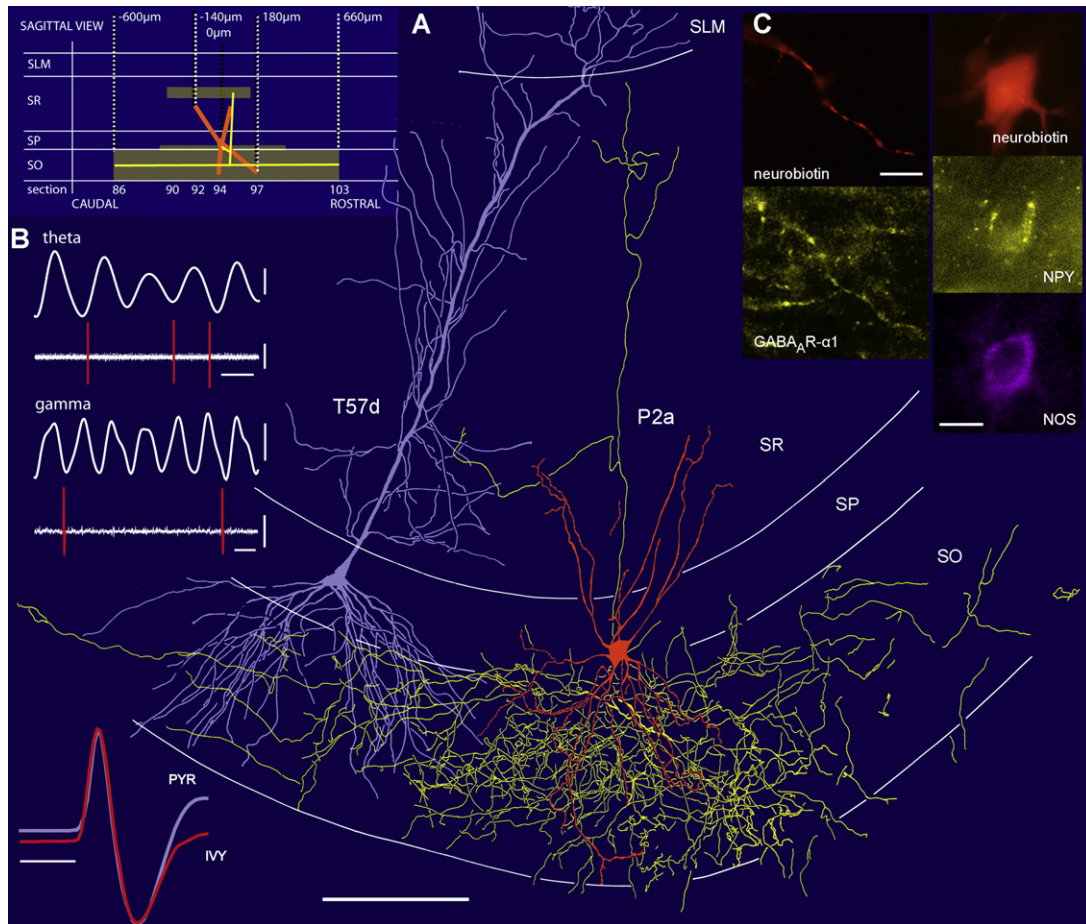 -600µm -140µm 180µm 660µm
SAGITTAL VIEW
0µm
SLM
SR
SP
SO
section 86 90 92 94 97 103
CAUDAL ROSTRAL
A
SLM
C
neurobiotin
neurobiotin
GABA_AR-α1
NPY
NOS
B
theta
gamma
T57d
P2a
SR
SP
SO
PYR
IVY